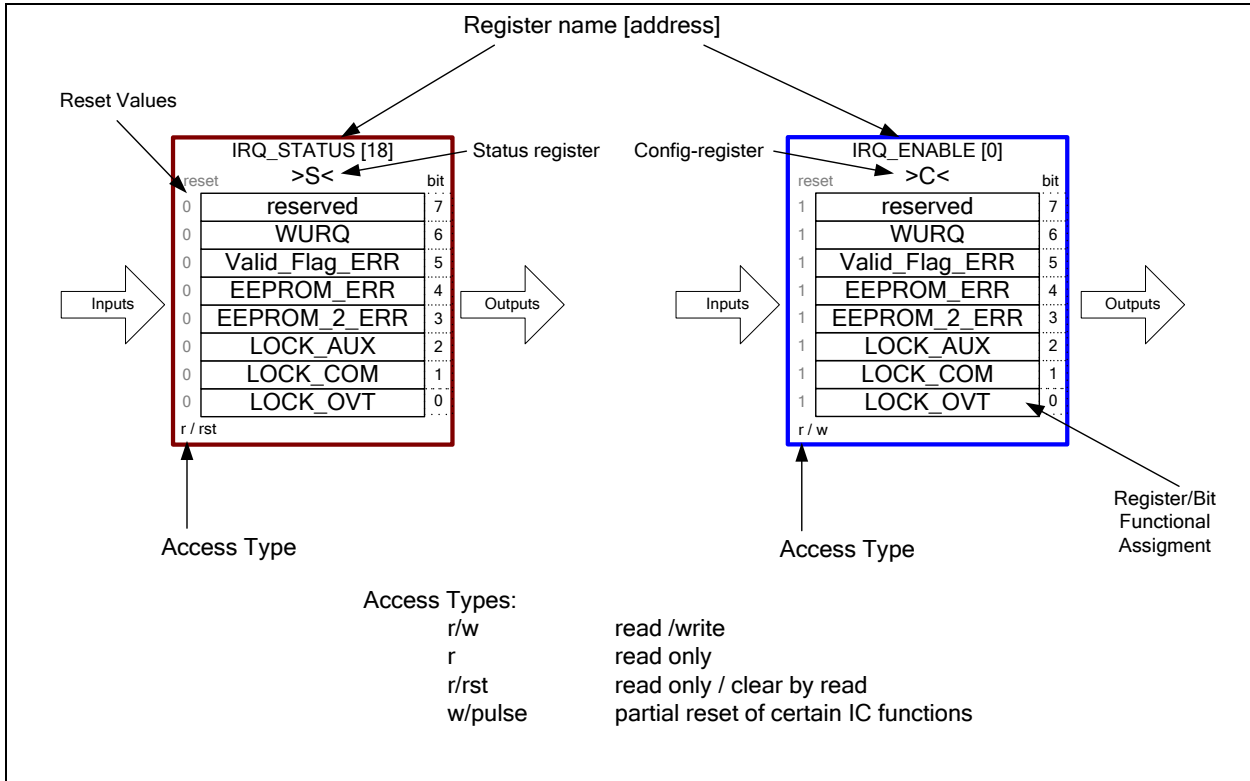 Register name [address]
Reset Values
IRQ_STATUS [18]
Status register
Config-register
IRQ_ENABLE [0]
reset >S< bit
reset >C< bit
0 reserved 7
1 reserved 7
0 WURQ 6
1 WURQ 6
0 Valid_Flag_ERR 5
1 Valid_Flag_ERR 5
0 EEPROM_ERR 4
1 EEPROM_ERR 4
Inputs
Outputs
Inputs
Outputs
0 EEPROM_2_ERR 3
1 EEPROM_2_ERR 3
0 LOCK_AUX 2
1 LOCK_AUX 2
0 LOCK_COM 1
1 LOCK_COM 1
0 LOCK_OVT 0
1 LOCK_OVT 0
r / rst
r / w
Register/Bit
Functional
Assigment
Access Type
Access Type
Access Types:
r/w read /write
r read only
r/rst read only / clear by read
w/pulse partial reset of certain IC functions